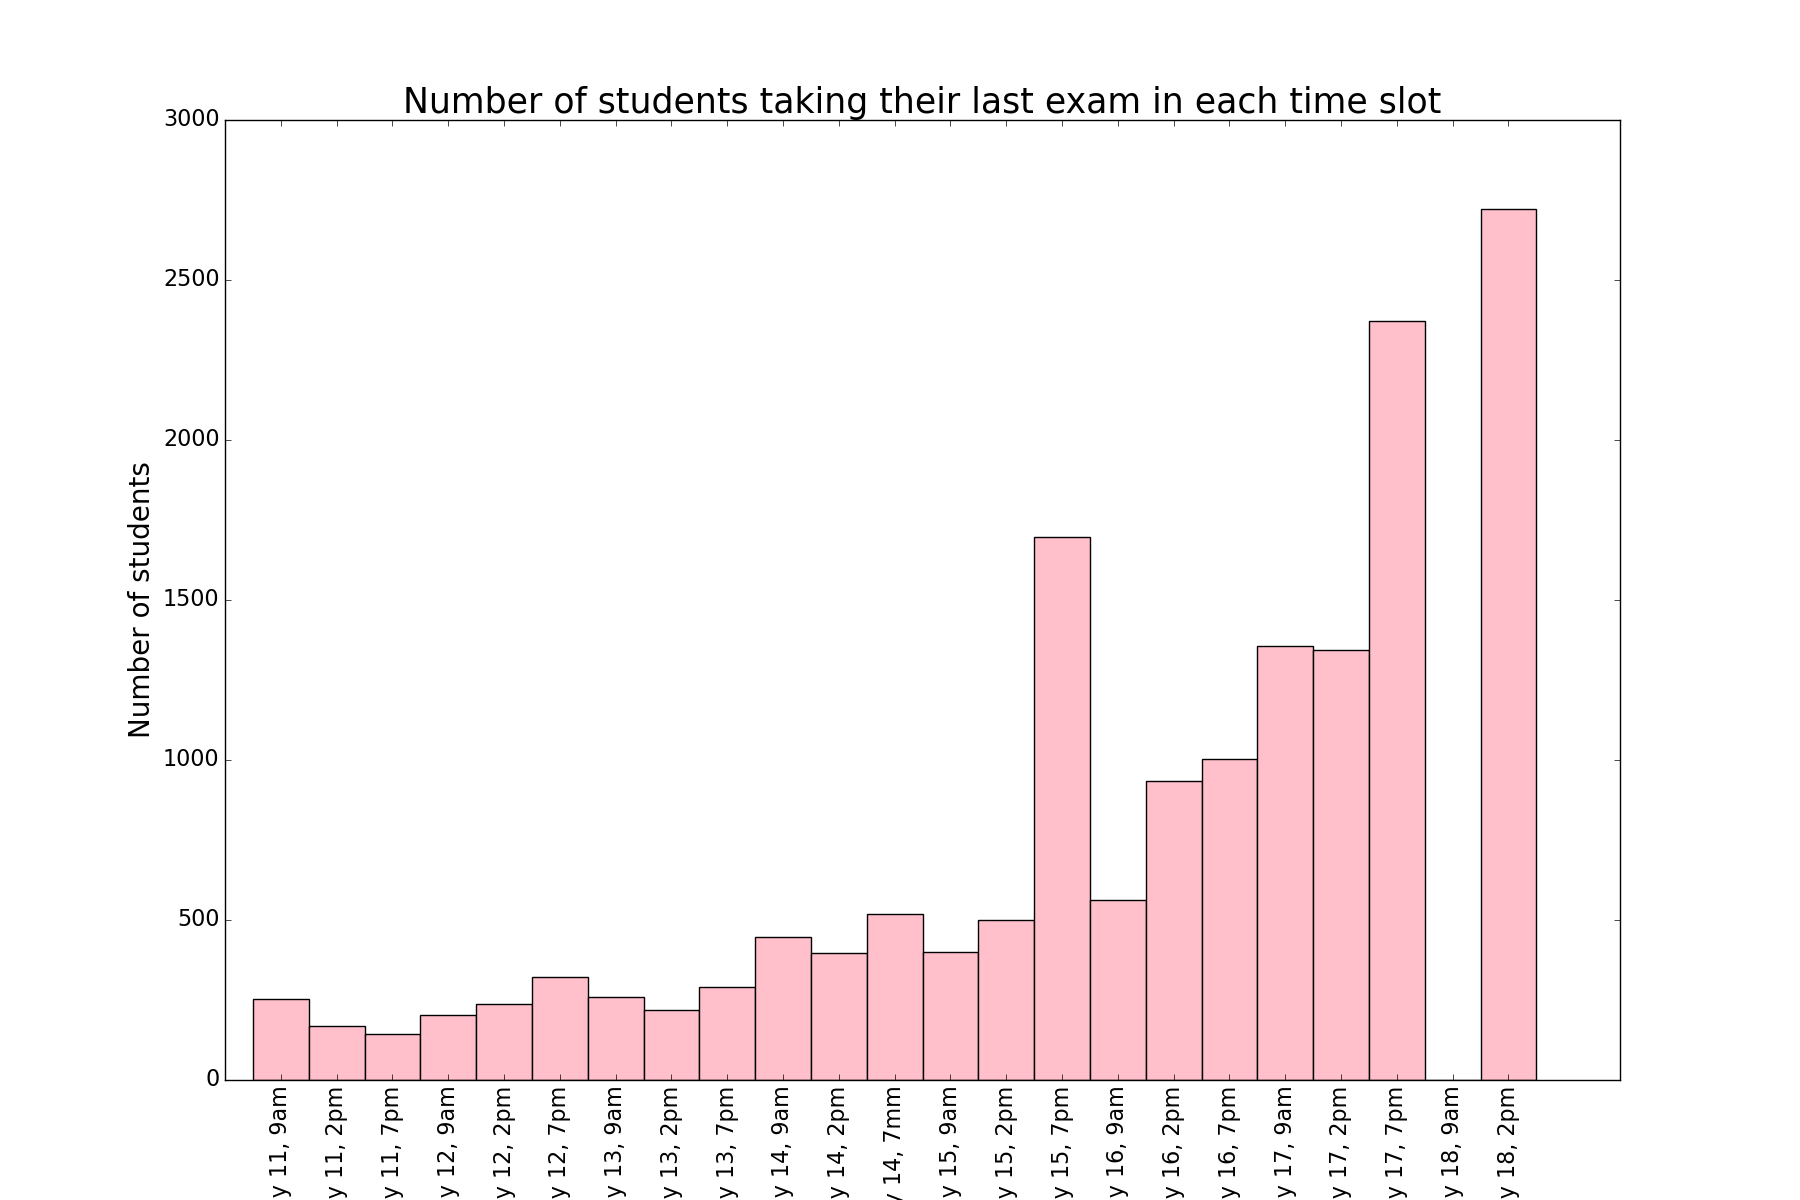 Number of students taking their last exam in each time slot
3000
2500
2000
1500
1000
500
0
Number of students
y 11, 9am
y 11, 2pm
y 11, 7pm
y 12, 9am
y 12, 2pm
y 12, 7pm
y 13, 9am
y 13, 2pm
y 13, 7pm
y 14, 9am
y 14, 2pm
y 14, 7mm
y 15, 9am
y 15, 2pm
y 15, 7pm
y 16, 9am
y 16, 2pm
y 16, 7pm
y 17, 9am
y 17, 2pm
y 17, 7pm
y 18, 9am
y 18, 2pm